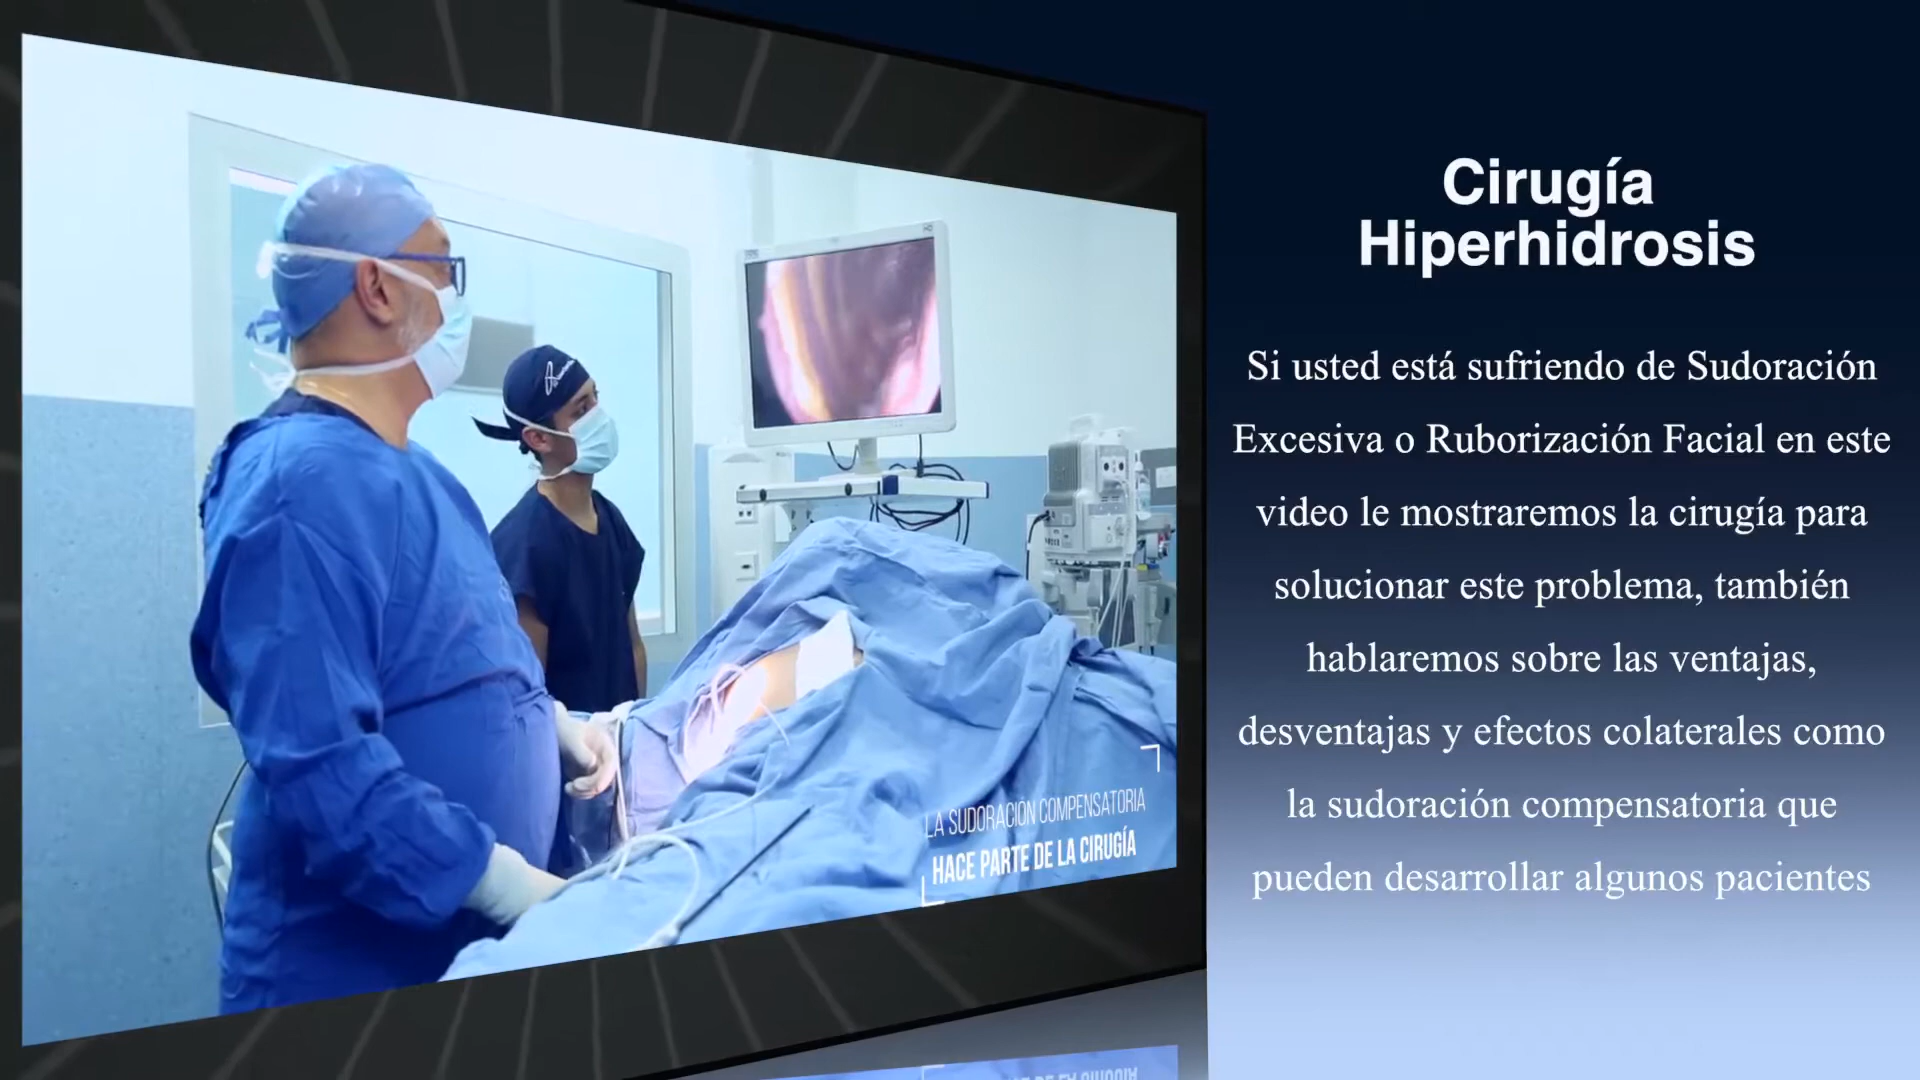 Cirugía
Hiperhidrosis
Si usted está sufriendo de Sudoración
Excesiva o Ruborización Facial en este
video le mostraremos la cirugía para
solucionar este problema, también
hablaremos sobre las ventajas,
desventajas y efectos colaterales como
la sudoración compensatoria que
pueden desarrollar algunos pacientes
LA SUDORACIÓN COMPENSATORIA
HACE PARTE DE LA CIRUGÍA